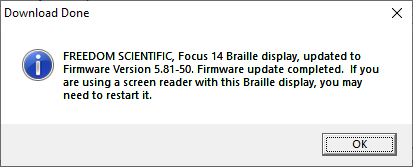 Download Done
FREEDOM SCIENTIFIC, Focus 14 Braille display, updated to
Firmware Version 5.81-50. Firmware update completed.  If you
are using a screen reader with this Braille display, you may
need to restart it.
OK